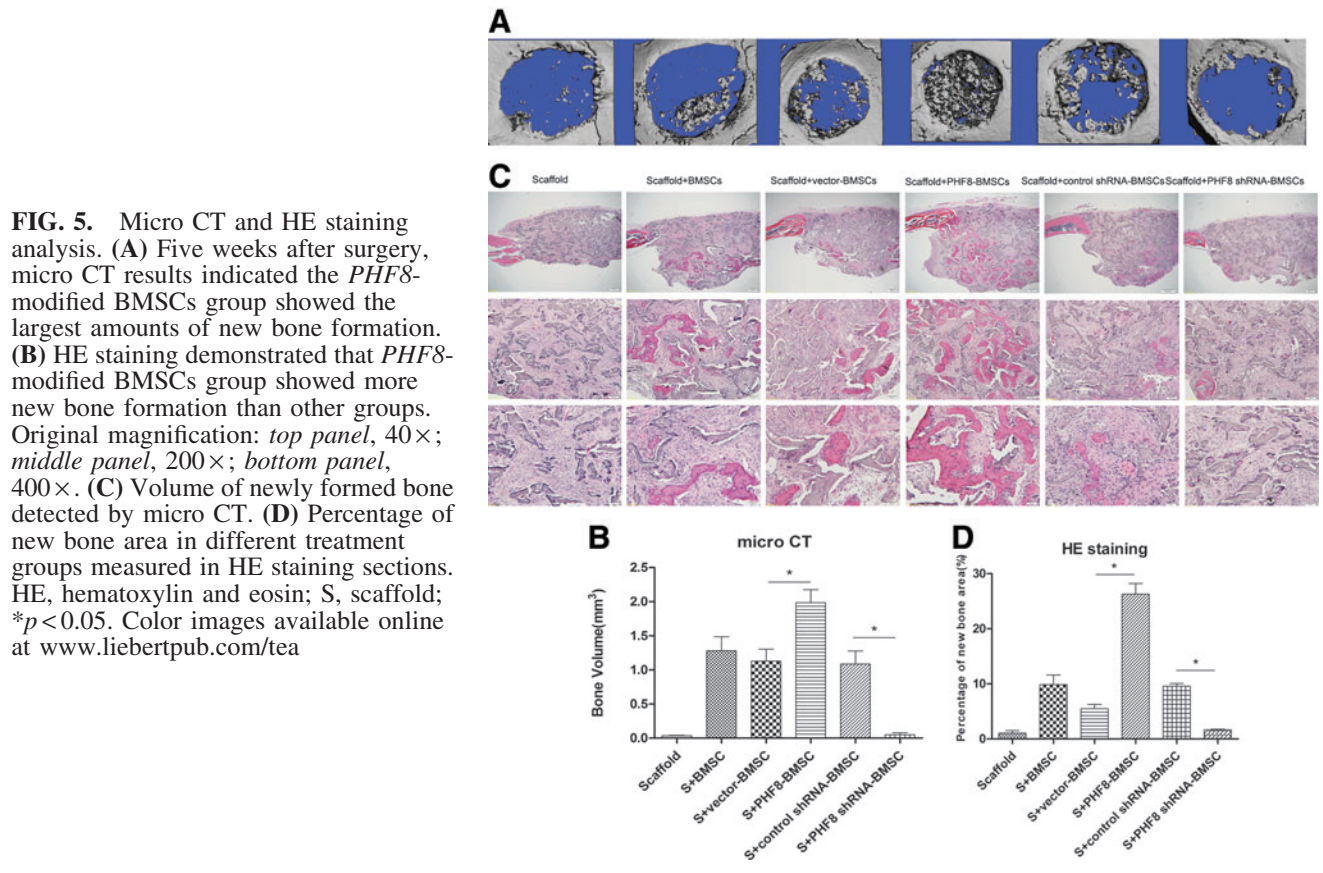 FIG. 5. Micro CT and HE staining
analysis. (A) Five weeks after surgery,
micro CT results indicated the PHF8-
modified BMSCs group showed the
largest amounts of new bone formation.
(B) HE staining demonstrated that PHF8-
modified BMSCs group showed more
new bone formation than other groups.
Original magnification: top panel, 40×;
middle panel, 200×; bottom panel,
400×. (C) Volume of newly formed bone
detected by micro CT. (D) Percentage of
new bone area in different treatment
groups measured in HE staining sections.
HE, hematoxylin and eosin; S, scaffold;
*p < 0.05. Color images available online
at www.liebertpub.com/tea
A
C
Scaffold Scaffold+BMSCs Scaffold+vector-BMSCs Scaffold+PHF8-BMSCs Scaffold+control shRNA-BMSCs Scaffold+PHF8 shRNA-BMSCs
B
micro CT
Bone Volume(mm³)
2.5
2.0
1.5
1.0
0.5
0.0
*
*
Scaffold
S+BMSC
S+vector-BMSC
S+PHF8-BMSC
S+control shRNA-BMSC
S+PHF8 shRNA-BMSC
D
HE staining
Percentage of new bone area(%)
30
20
10
0
*
*
Scaffold
S+BMSC
S+vector-BMSC
S+PHF8-BMSC
S+control shRNA-BMSC
S+PHF8 shRNA-BMSC